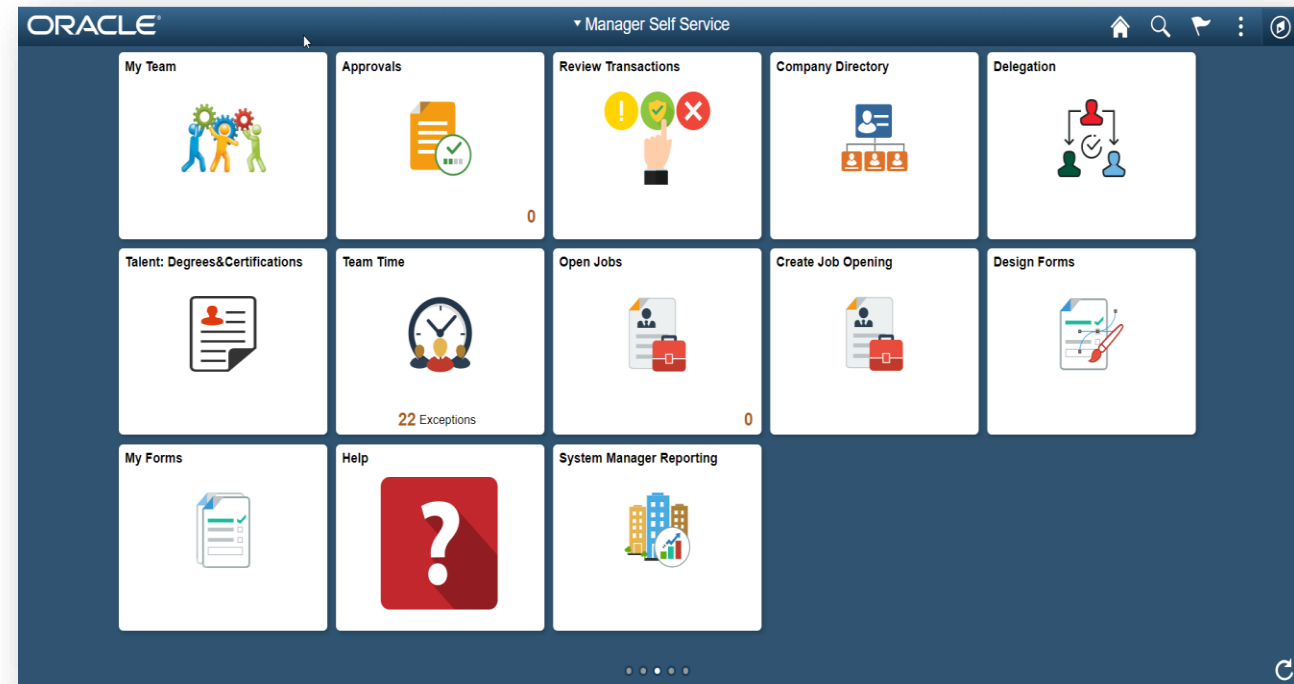 ORACLE®
Manager Self Service
My Team
Approvals
0
Review Transactions
Company Directory
Delegation
Talent: Degrees&Certifications
Team Time
22 Exceptions
Open Jobs
0
Create Job Opening
Design Forms
My Forms
Help
?
System Manager Reporting